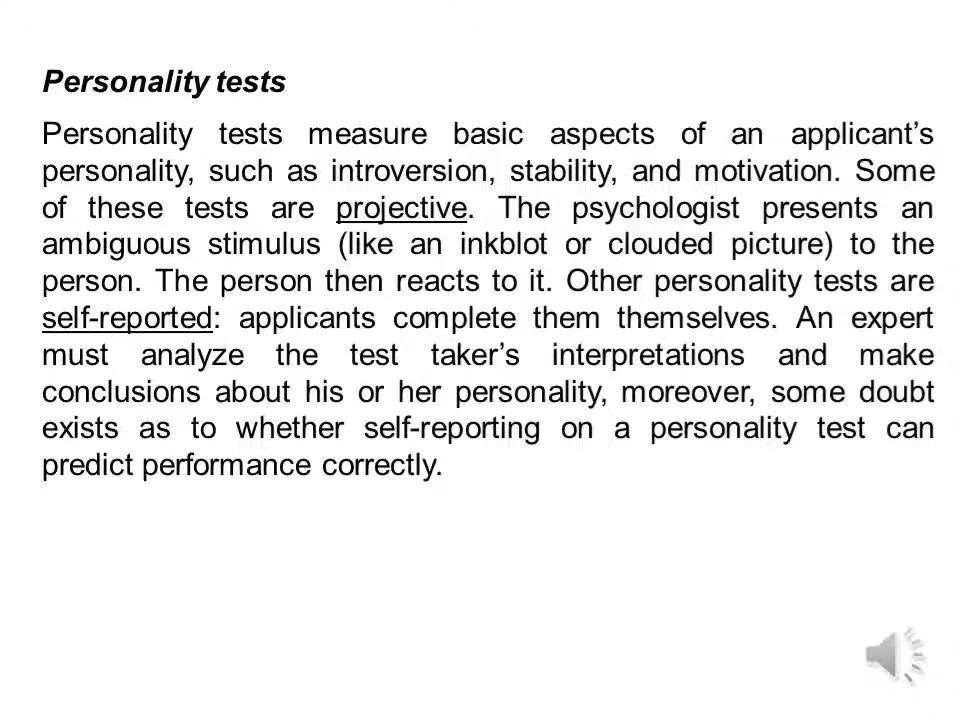 Personality tests
Personality tests measure basic aspects of an applicant’s
personality, such as introversion, stability, and motivation. Some
of these tests are projective. The psychologist presents an
ambiguous stimulus (like an inkblot or clouded picture) to the
person. The person then reacts to it. Other personality tests are
self-reported: applicants complete them themselves. An expert
must analyze the test taker’s interpretations and make
conclusions about his or her personality, moreover, some doubt
exists as to whether self-reporting on a personality test can
predict performance correctly.